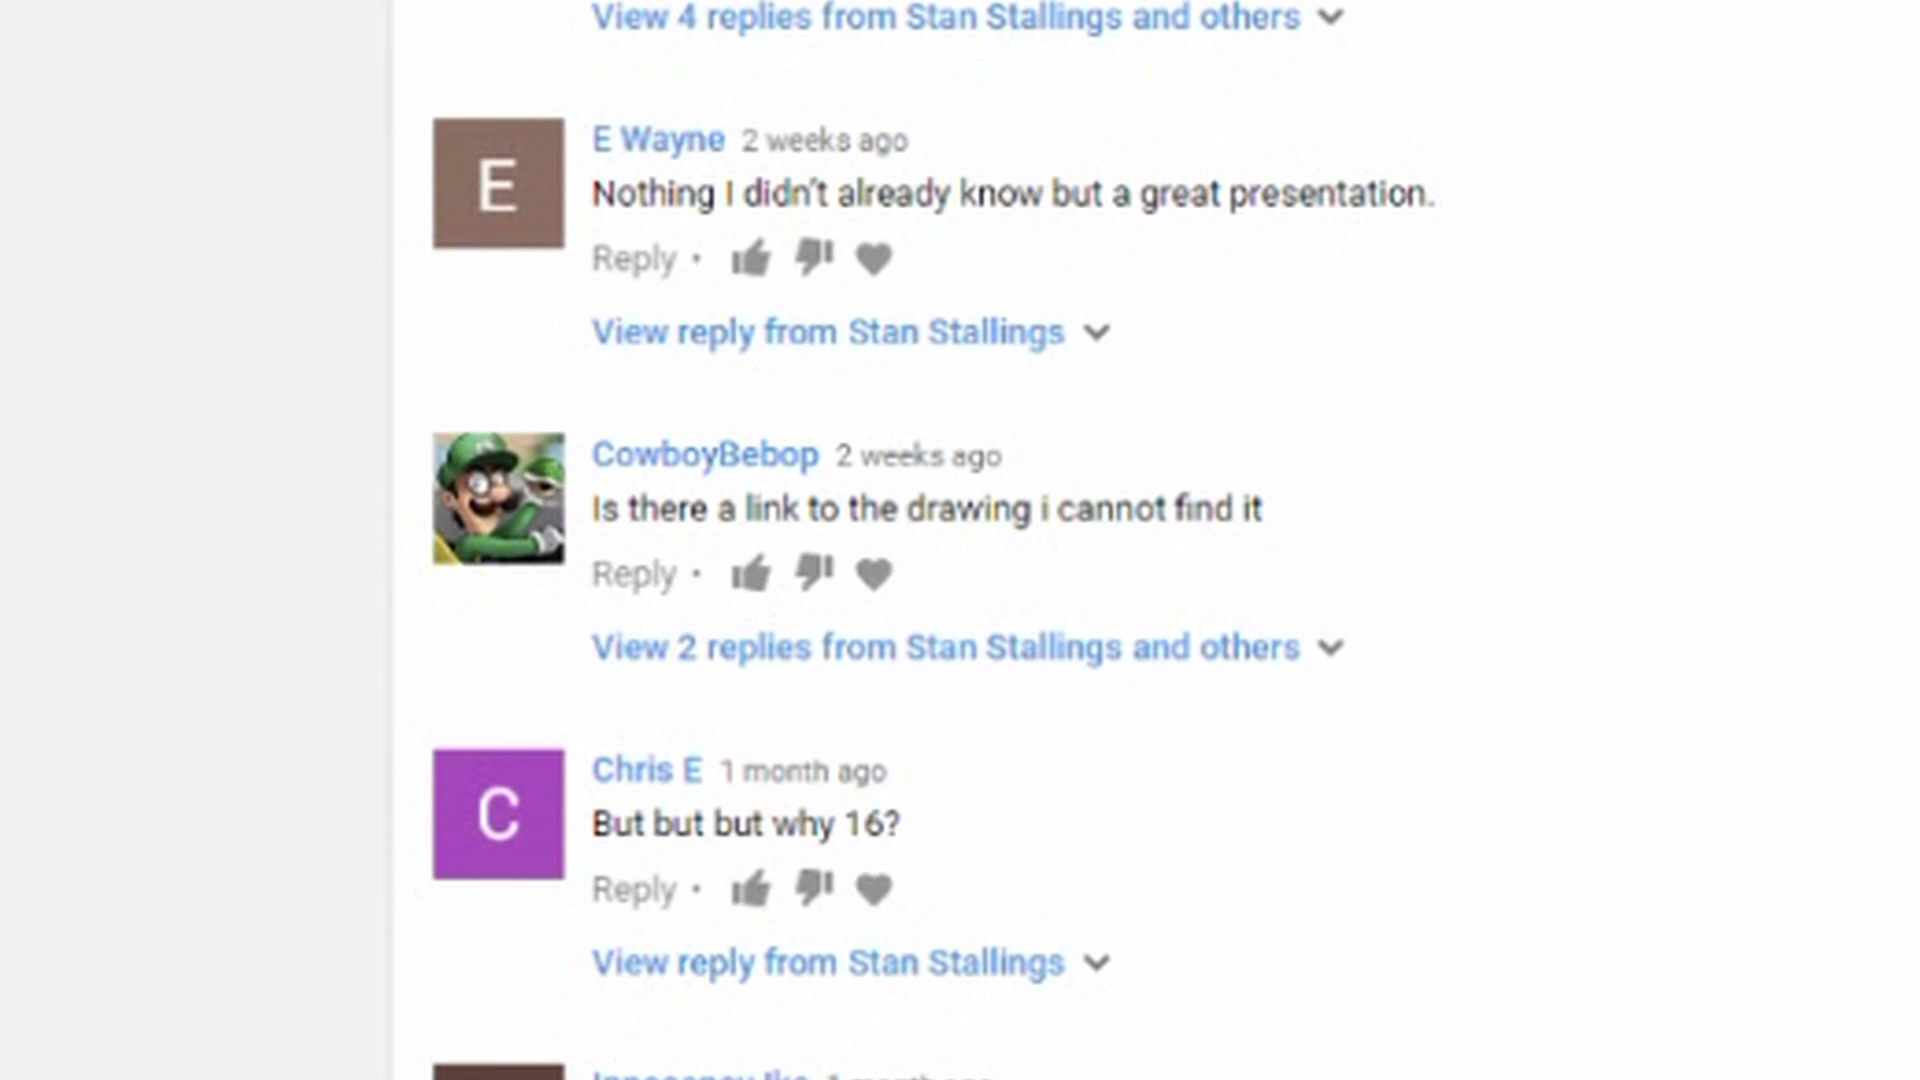 View 4 replies from Stan Stallings and others
E
E Wayne 2 weeks ago
Nothing I didn't already know but a great presentation.
Reply •
View reply from Stan Stallings
CowboyBebop 2 weeks ago
Is there a link to the drawing i cannot find it
Reply •
View 2 replies from Stan Stallings and others
C
Chris E 1 month ago
But but but why 16?
Reply •
View reply from Stan Stallings
1 month ago